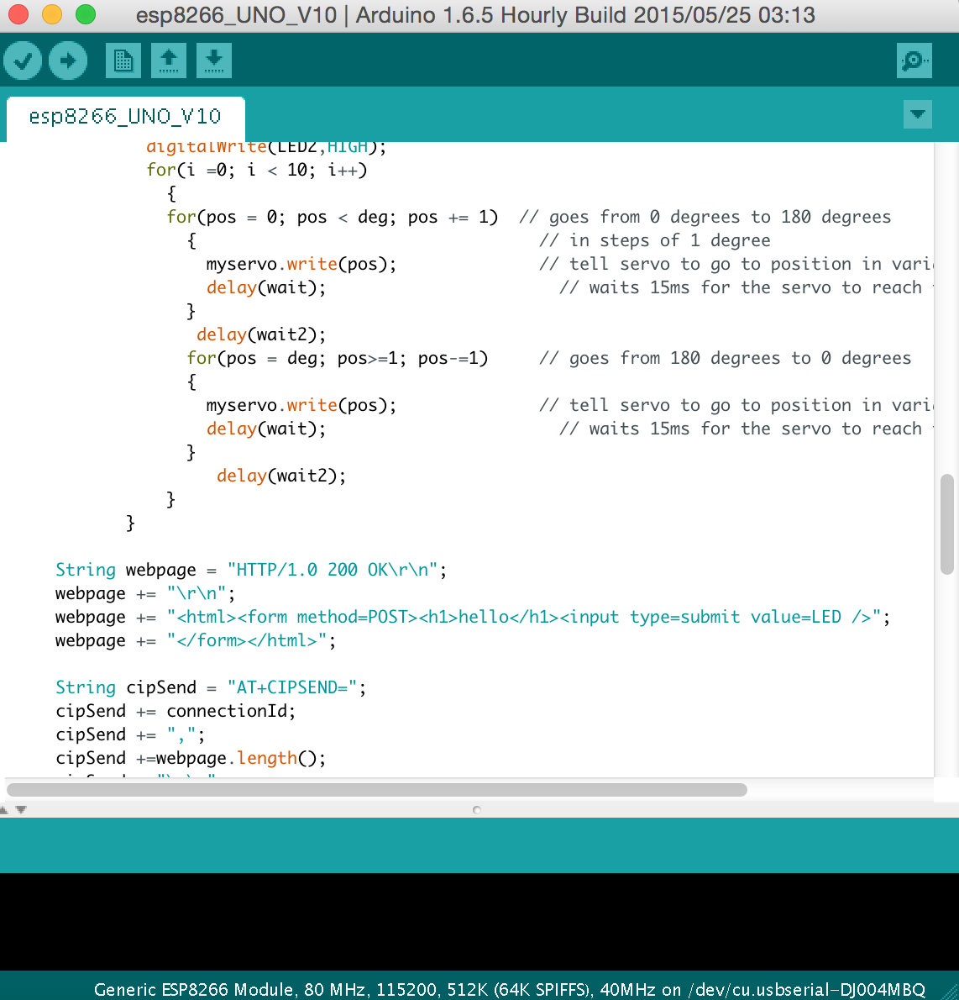 esp8266_UNO_V10 | Arduino 1.6.5 Hourly Build 2015/05/25 03:13
esp8266_UNO_V10
digitalWrite(LED2,HIGH);
for(i =0; i < 10; i++)
{
for(pos = 0; pos < deg; pos += 1)  // goes from 0 degrees to 180 degrees
{ // in steps of 1 degree
myservo.write(pos); // tell servo to go to position in vari
delay(wait); // waits 15ms for the servo to reach
}
delay(wait2);
for(pos = deg; pos>=1; pos-=1) // goes from 180 degrees to 0 degrees
{
myservo.write(pos); // tell servo to go to position in vari
delay(wait); // waits 15ms for the servo to reach
}
delay(wait2);
}
}
String webpage = "HTTP/1.0 200 OK\r\n";
webpage += "\r\n";
webpage += "<html><form method=POST><h1>hello</h1><input type=submit value=LED />";
webpage += "</form></html>";
String cipSend = "AT+CIPSEND=";
cipSend += connectionId;
cipSend += ",";
cipSend +=webpage.length();
Generic ESP8266 Module, 80 MHz, 115200, 512K (64K SPIFFS), 40MHz on /dev/cu.usbserial-DJ004MBQ